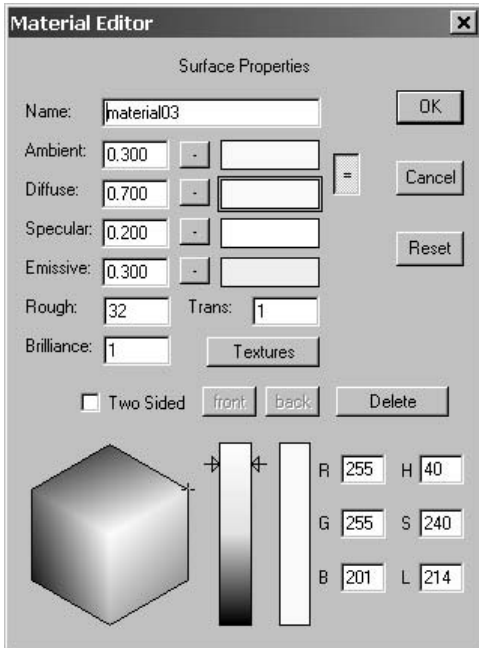 Material Editor
Surface Properties
Name: material03 OK
Ambient: 0.300 - =
Diffuse: 0.700 - Cancel
Specular: 0.200 -
Reset
Emissive: 0.300 -
Rough: 32 Trans: 1
Brilliance: 1 Textures
Two Sided front back Delete
R 255 H 40
G 255 S 240
B 201 L 214